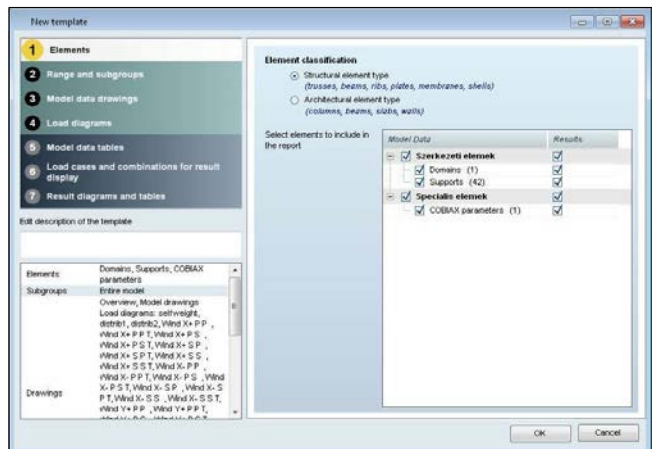 New template
1 Elements
2 Range and subgroups
3 Model data drawings
4 Load diagrams
5 Model data tables
6 Load cases and combinations for result
display
7 Result diagrams and tables
Edit description of the template
Elements Domains, Supports, COBIAX
parameters
Subgroups Entire model
Drawings Overview, Model drawings
Load diagrams: selfweight,
distrib1, distrib2, Wind X+ P P ,
Wind X+ P P T, Wind X+ P S ,
Wind X+ P S T, Wind X+ S P ,
Wind X+ S P T, Wind X+ S S ,
Wind X+ S S T, Wind X- P P ,
Wind X- P P T, Wind X- P S , Wind
X- P S T, Wind X- S P , Wind X- S
P T, Wind X- S S , Wind X- S S T,
Wind Y+ P P , Wind Y+ P P T,
Element classification
Structural element type
(trusses, beams, ribs, plates, membranes, shells)
Architectural element type
(columns, beams, slabs, walls)
Select elements to include in
the report
Model Data Results
Szerkezeti elemek
Domains (1)
Supports (42)
Specialis elemek
COBIAX parameters (1)
OK Cancel